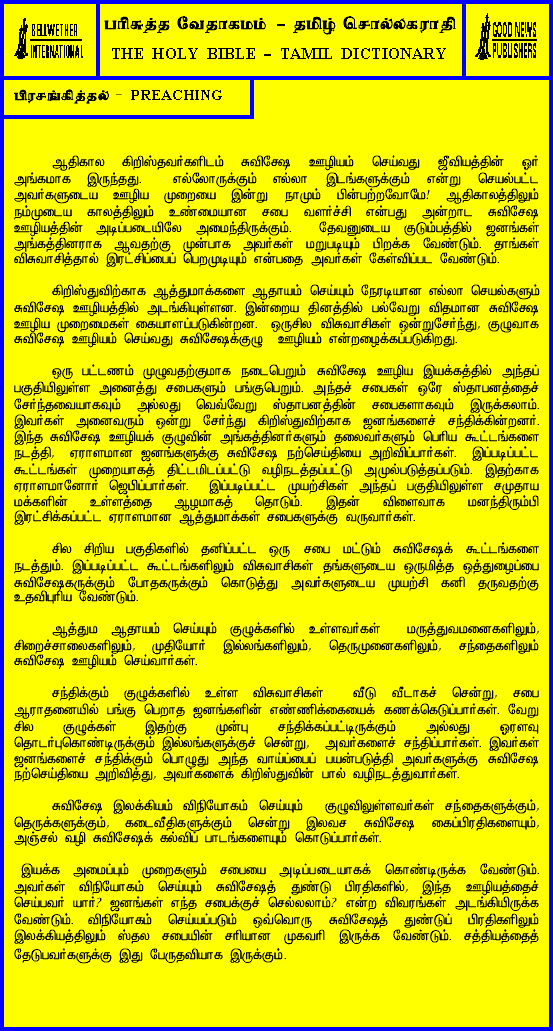 BELLWETHER
INTERNATIONAL
பரிசுத்த வேதாகமம் - தமிழ் சொல்லகராதி
THE HOLY BIBLE - TAMIL DICTIONARY
GOOD NEWS
PUBLISHERS
பிரசங்கித்தல் - PREACHING
ஆதிகால கிறிஸ்தவர்களிடம் சுவிசேஷ ஊழியம் செய்வது ஜீவியத்தின் ஓர்
அங்கமாக இருந்தது. எல்லோருக்கும் எல்லா இடங்களுக்கும் என்று செயல்பட்ட
அவர்களுடைய ஊழிய முறையை இன்று நாமும் பின்பற்றவோமே! ஆதிகாலத்திலும்
நம்முடைய காலத்திலும் உண்மையான சபை வளர்ச்சி என்பது அன்றாட சுவிசேஷ
ஊழியத்தின் அடிப்படையிலே அமைந்திருக்கும். தேவனுடைய குடும்பத்தில் ஜனங்கள்
அங்கத்தினராக ஆவதற்கு முன்பாக அவர்கள் மறுபடியும் பிறக்க வேண்டும். தாங்கள்
விசுவாசித்தால் இரட்சிப்பைப் பெறமுடியும் என்பதை அவர்கள் கேள்விப்பட வேண்டும்.
கிறிஸ்துவிற்காக ஆத்துமாக்களை ஆதாயம் செய்யும் நேரடியான எல்லா செயல்களும்
சுவிசேஷ ஊழியத்தில் அடங்கியுள்ளன. இன்றைய தினத்தில் பல்வேறு விதமான சுவிசேஷ
ஊழிய முறைமைகள் கையாளப்படுகின்றன. ஒருசில விசுவாசிகள் ஒன்றுசேர்ந்து, குழுவாக
சுவிசேஷ ஊழியம் செய்வது சுவிசேஷக்குழு ஊழியம் என்றழைக்கப்படுகிறது.
ஒரு பட்டணம் முழுவதற்குமாக நடைபெறும் சுவிசேஷ ஊழிய இயக்கத்தில் அந்தப்
பகுதியிலுள்ள அனைத்து சபைகளும் பங்குபெறும். அந்தச் சபைகள் ஒரே ஸ்தாபனத்தைச்
சேர்ந்தவையாகவும் அல்லது வெவ்வேறு ஸ்தாபனத்தின் சபைகளாகவும் இருக்கலாம்.
இவர்கள் அனைவரும் ஒன்று சேர்ந்து கிறிஸ்துவிற்காக ஜனங்களைச் சந்திக்கின்றனர்.
இந்த சுவிசேஷ ஊழியக் குழுவின் அங்கத்தினர்களும் தலைவர்களும் பெரிய கூட்டங்களை
நடத்தி, ஏராளமான ஜனங்களுக்கு சுவிசேஷ நற்செய்தியை அறிவிப்பார்கள். இப்படிப்பட்ட
கூட்டங்கள் முறையாகத் திட்டமிடப்பட்டு வழிநடத்தப்பட்டு அமுல்படுத்தப்படும். இதற்காக
ஏராளமானோர் ஜெபிப்பார்கள். இப்படிப்பட்ட முயற்சிகள் அந்தப் பகுதியிலுள்ள சமுதாய
மக்களின் உள்ளத்தை ஆழமாகத் தொடும். இதன் விளைவாக மனந்திரும்பி
இரட்சிக்கப்பட்ட ஏராளமான ஆத்துமாக்கள் சபைகளுக்கு வருவார்கள்.
சில சிறிய பகுதிகளில் தனிப்பட்ட ஒரு சபை மட்டும் சுவிசேஷக் கூட்டங்களை
நடத்தும். இப்படிப்பட்ட கூட்டங்களிலும் விசுவாசிகள் தங்களுடைய ஒருமித்த ஒத்துழைப்பை
சுவிசேஷகருக்கும் போதகருக்கும் கொடுத்து அவர்களுடைய முயற்சி கனி தருவதற்கு
உதவிபுரிய வேண்டும்.
ஆத்தும ஆதாயம் செய்யும் குழுக்களில் உள்ளவர்கள் மருத்துவமனைகளிலும்,
சிறைச்சாலைகளிலும், முதியோர் இல்லங்களிலும், தெருமுனைகளிலும், சந்தைகளிலும்
சுவிசேஷ ஊழியம் செய்வார்கள்.
சந்திக்கும் குழுக்களில் உள்ள விசுவாசிகள் வீடு வீடாகச் சென்று, சபை
ஆராதனையில் பங்கு பெறாத ஜனங்களின் எண்ணிக்கையைக் கணக்கெடுப்பார்கள். வேறு
சில குழுக்கள் இதற்கு முன்பு சந்திக்கப்பட்டிருக்கும் அல்லது ஓரளவு
தொடர்புகொண்டிருக்கும் இல்லங்களுக்குச் சென்று, அவர்களைச் சந்திப்பார்கள். இவர்கள்
ஜனங்களைச் சந்திக்கும் பொழுது அந்த வாய்ப்பைப் பயன்படுத்தி அவர்களுக்கு சுவிசேஷ
நற்செய்தியை அறிவித்து, அவர்களைக் கிறிஸ்துவின் பால் வழிநடத்துவார்கள்.
சுவிசேஷ இலக்கியம் விநியோகம் செய்யும் குழுவிலுள்ளவர்கள் சந்தைகளுக்கும்,
தெருக்களுக்கும், கடைவீதிகளுக்கும் சென்று இலவச சுவிசேஷ கைப்பிரதிகளையும்,
அஞ்சல் வழி சுவிசேஷக் கல்விப் பாடங்களையும் கொடுப்பார்கள்.
இயக்க அமைப்பும் முறைகளும் சபையை அடிப்படையாகக் கொண்டிருக்க வேண்டும்.
அவர்கள் விநியோகம் செய்யும் சுவிசேஷத் துண்டு பிரதிகளில், இந்த ஊழியத்தைச்
செய்பவர் யார்? ஜனங்கள் எந்த சபைக்குச் செல்லலாம்? என்ற விவரங்கள் அடங்கியிருக்க
வேண்டும். விநியோகம் செய்யப்படும் ஒவ்வொரு சுவிசேஷத் துண்டுப் பிரதிகளிலும்
இலக்கியத்திலும் ஸ்தல சபையின் சரியான முகவரி இருக்க வேண்டும். சத்தியத்தைத்
தேடுபவர்களுக்கு இது பேருதவியாக இருக்கும்.